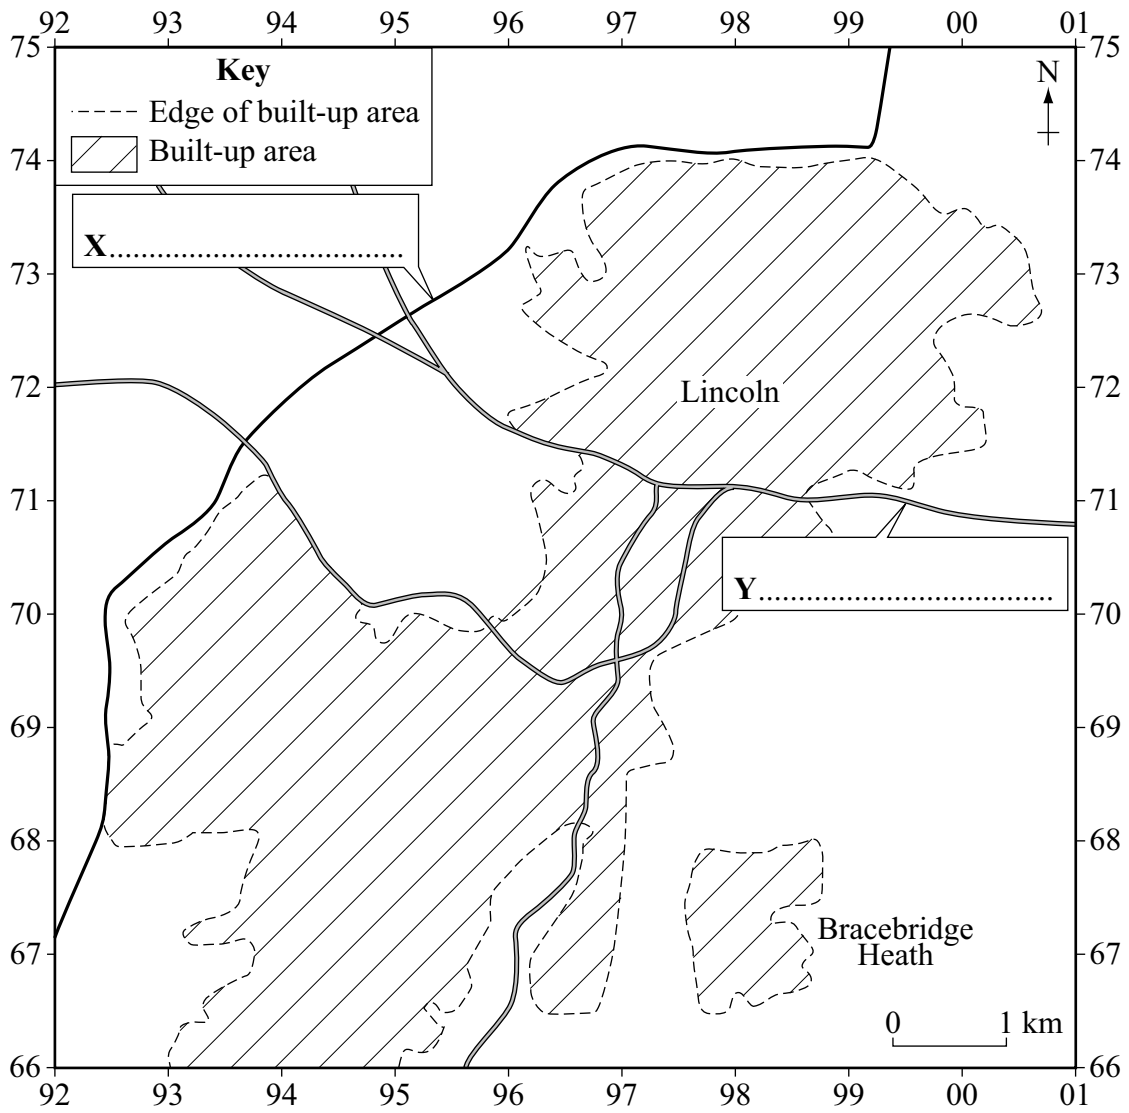 92 93 94 95 96 97 98 99 00 01
75 75
Key
Edge of built-up area
Built-up area
N
74 74
X
73 73
72 72
Lincoln
71 71
Y
70 70
69 69
68 68
Bracebridge
Heath
67 67
0 1 km
66 66
92 93 94 95 96 97 98 99 00 01